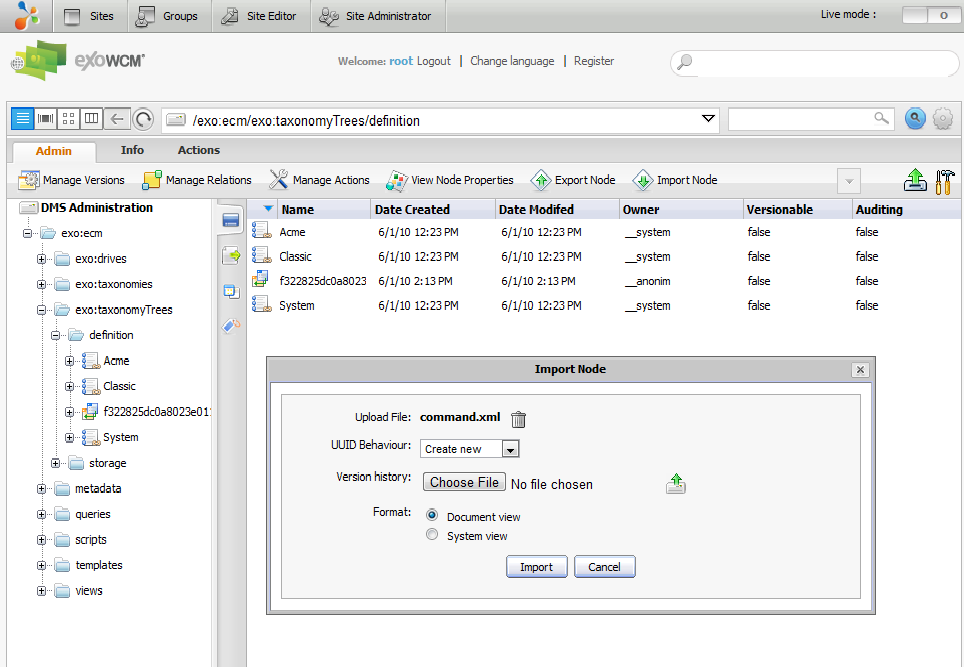 Sites Groups Site Editor Site Administrator Live mode :
exoWCM®
Welcome: root Logout | Change language | Register
/exo:ecm/exo:taxonomyTrees/definition
Admin Info Actions
Manage Versions Manage Relations Manage Actions View Node Properties Export Node Import Node
DMS Administration
exo:ecm
exo:drives
exo:taxonomies
exo:taxonomyTrees
definition
Acme
Classic
f322825dc0a8023e01
System
storage
metadata
queries
scripts
templates
views
Name Date Created Date Modifed Owner Versionable Auditing
Acme 6/1/10 12:23 PM 6/1/10 12:23 PM __system false false
Classic 6/1/10 12:23 PM 6/1/10 12:23 PM __system false false
f322825dc0a8023 6/1/10 2:13 PM 6/1/10 2:13 PM __anonim false false
System 6/1/10 12:23 PM 6/1/10 12:23 PM __system false false
Import Node
Upload File: command.xml
UUID Behaviour: Create new
Version history: Choose File No file chosen
Format: Document view
System view
Import Cancel